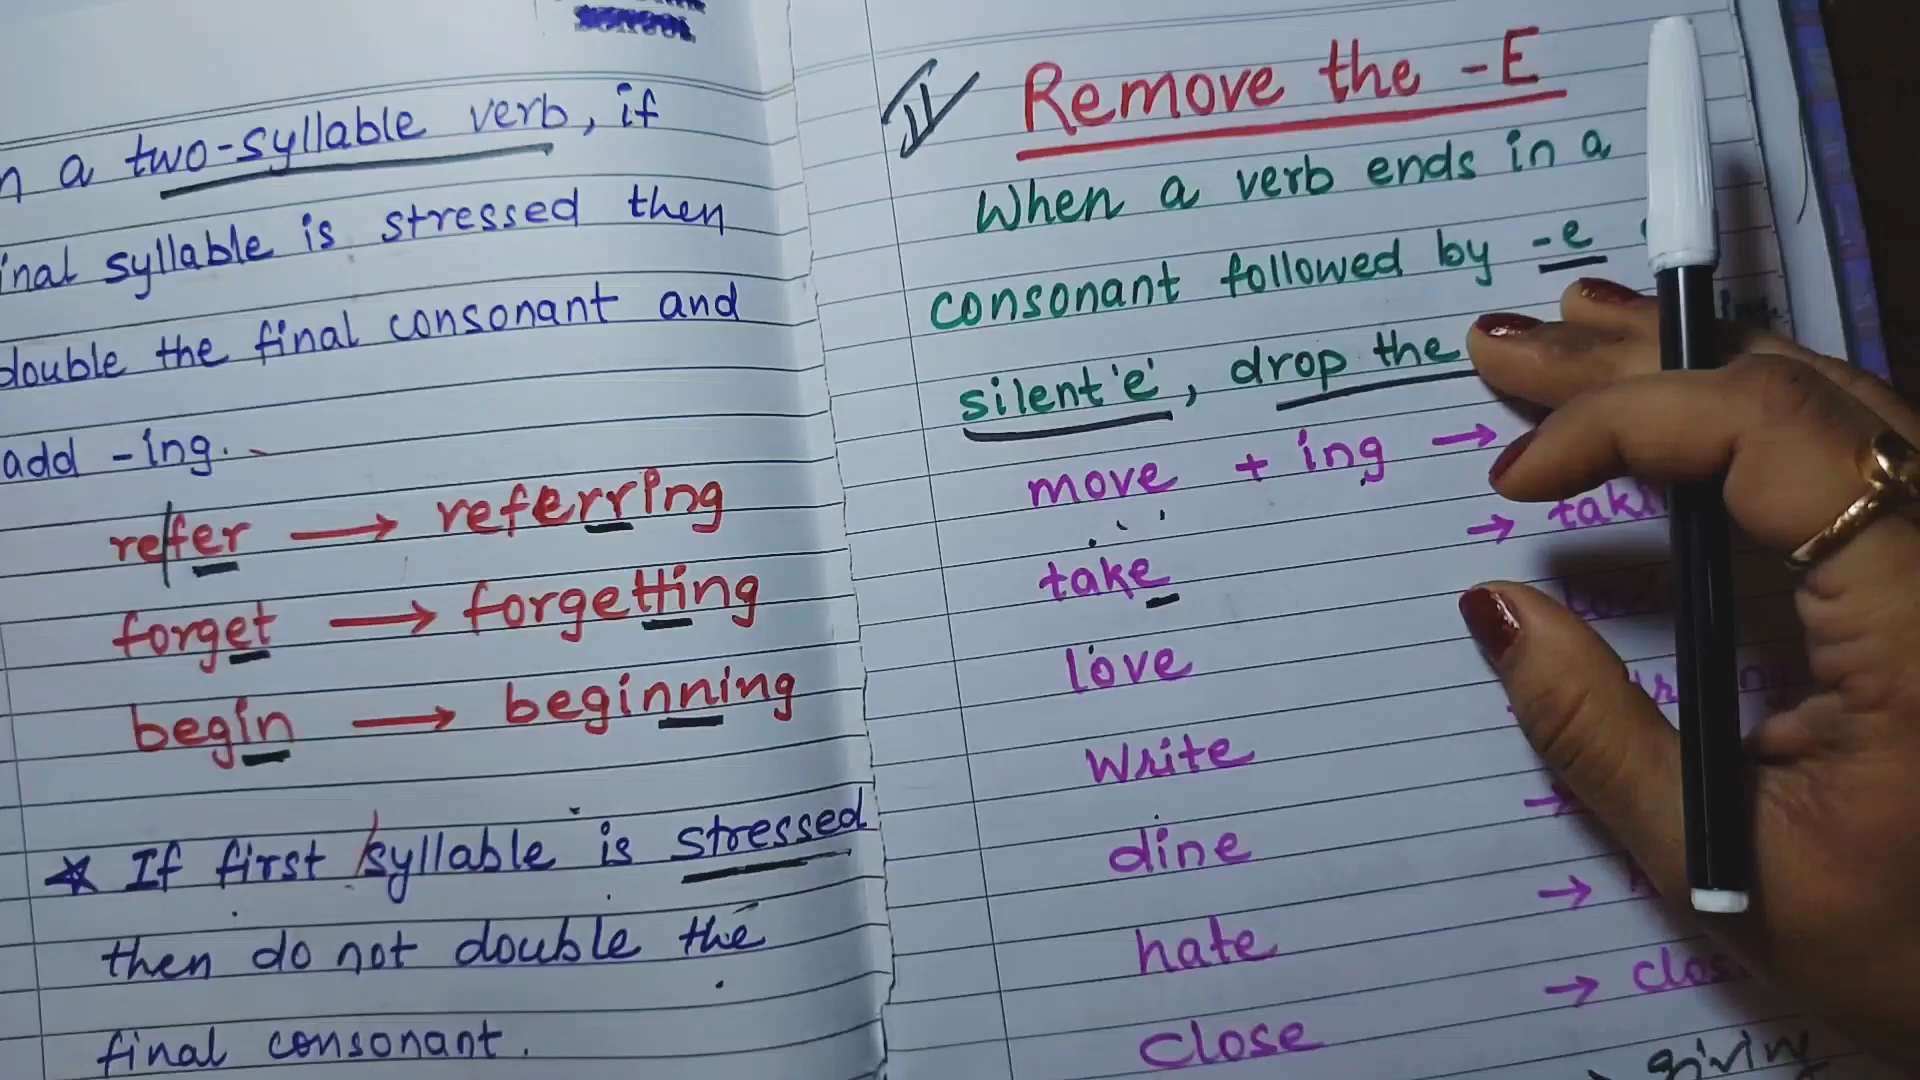 a two-syllable verb, if
syllable is stressed then
double the final consonant and
add -ing.
refer → referring
forget → forgetting
begin → beginning
☆ If first syllable is stressed
then do not double the
final consonant.
IV Remove the -E
When a verb ends in a
consonant followed by -e
silent 'e', drop the
move + ing →
take →
love
write
dine →
hate →
close →
giving